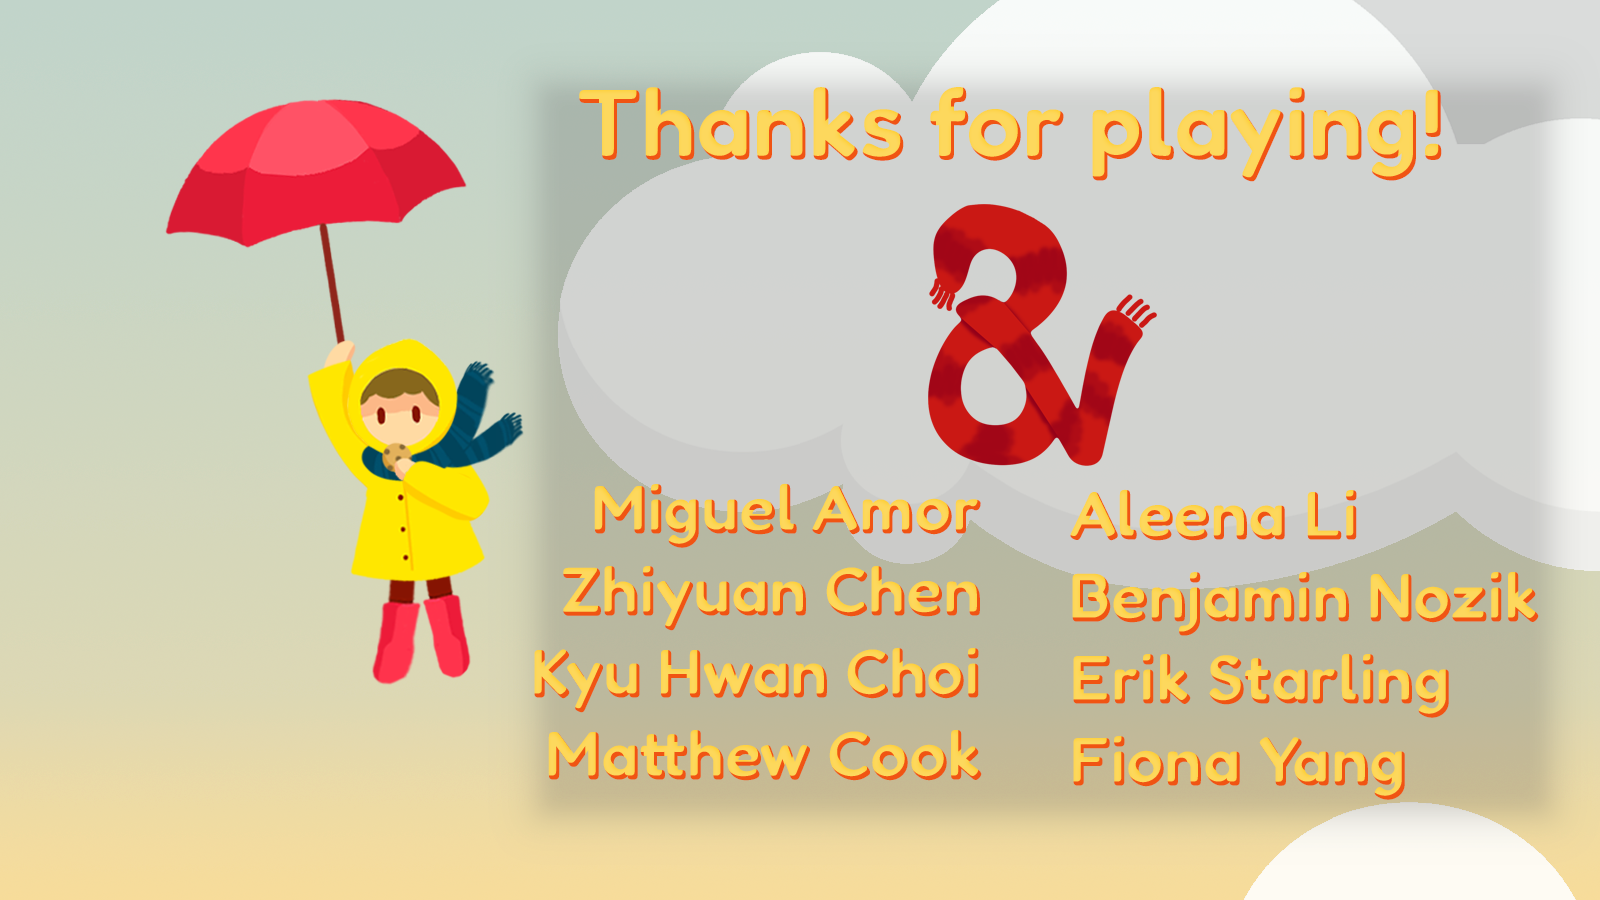 Thanks for playing!
&
Miguel Amor
Zhiyuan Chen
Kyu Hwan Choi
Matthew Cook
Aleena Li
Benjamin Nozik
Erik Starling
Fiona Yang